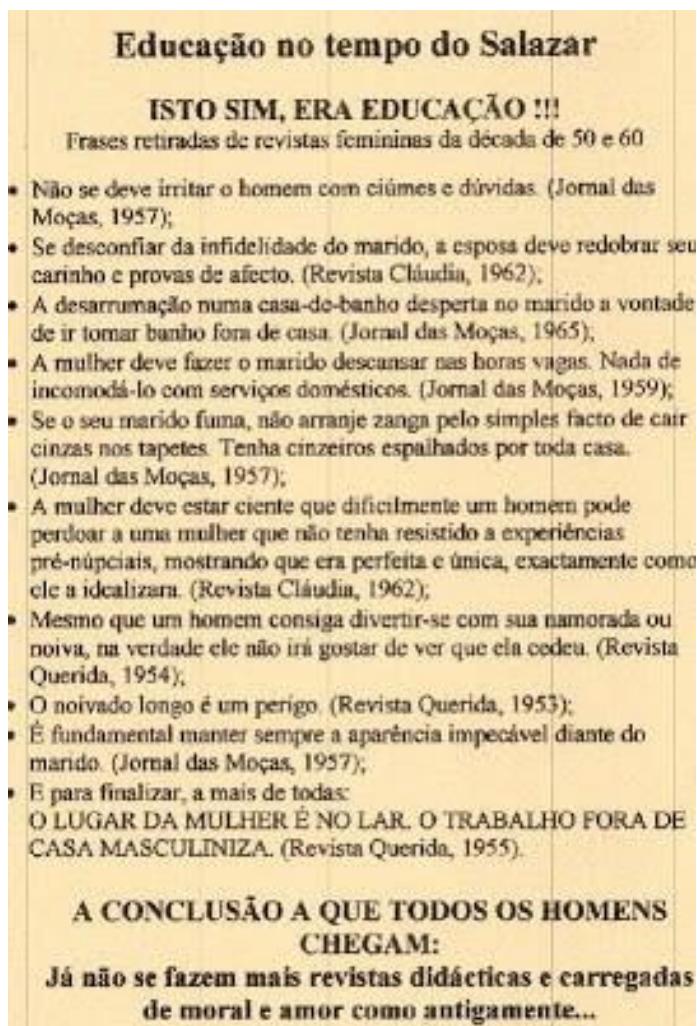 Educação no tempo do Salazar
ISTO SIM, ERA EDUCAÇÃO !!!
Frases retiradas de revistas femininas da década de 50 e 60
• Não se deve irritar o homem com ciúmes e dúvidas. (Jornal das
Moças, 1957);
• Se desconfiar da infidelidade do marido, a esposa deve redobrar seu
carinho e provas de afecto. (Revista Cláudia, 1962);
• A desarrumação numa casa-de-banho desperta no marido a vontade
de ir tomar banho fora de casa. (Jornal das Moças, 1965);
• A mulher deve fazer o marido descansar nas horas vagas. Nada de
incomodá-lo com serviços domésticos. (Jornal das Moças, 1959);
• Se o seu marido fuma, não arranje zanga pelo simples facto de cair
cinzas nos tapetes. Tenha cinzeiros espalhados por toda casa.
(Jornal das Moças, 1957);
• A mulher deve estar ciente que dificilmente um homem pode
perdoar a uma mulher que não tenha resistido a experiências
pré-núpciais, mostrando que era perfeita e única, exactamente como
ele a idealizara. (Revista Cláudia, 1962);
• Mesmo que um homem consiga divertir-se com sua namorada ou
noiva, na verdade ele não irá gostar de ver que ela cedeu. (Revista
Querida, 1954);
• O noivado longo é um perigo. (Revista Querida, 1953);
• É fundamental manter sempre a aparência impecável diante do
marido. (Jornal das Moças, 1957);
• E para finalizar, a mais de todas:
O LUGAR DA MULHER É NO LAR. O TRABALHO FORA DE
CASA MASCULINIZA. (Revista Querida, 1955).
A CONCLUSÃO A QUE TODOS OS HOMENS
CHEGAM:
Já não se fazem mais revistas didácticas e carregadas
de moral e amor como antigamente...